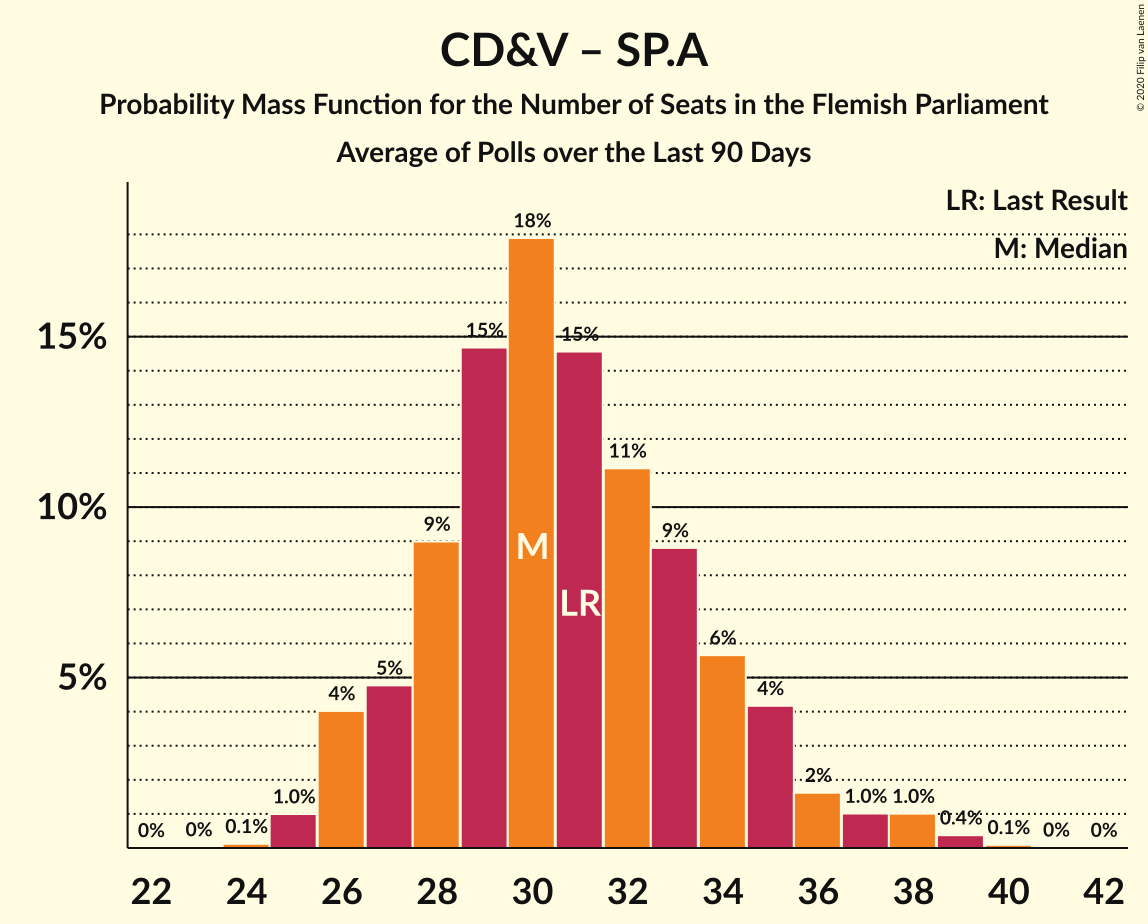 CD&V – SP.A
Probability Mass Function for the Number of Seats in the Flemish Parliament
Average of Polls over the Last 90 Days
© 2020 Filip van Laenen
LR: Last Result
M: Median
15%
10%
5%
0%
0%
0.1%
1.0%
4%
5%
9%
15%
18%
15%
11%
9%
6%
4%
2%
1.0%
1.0%
0.4%
0.1%
0%
0%
M
LR
22 24 26 28 30 32 34 36 38 40 42